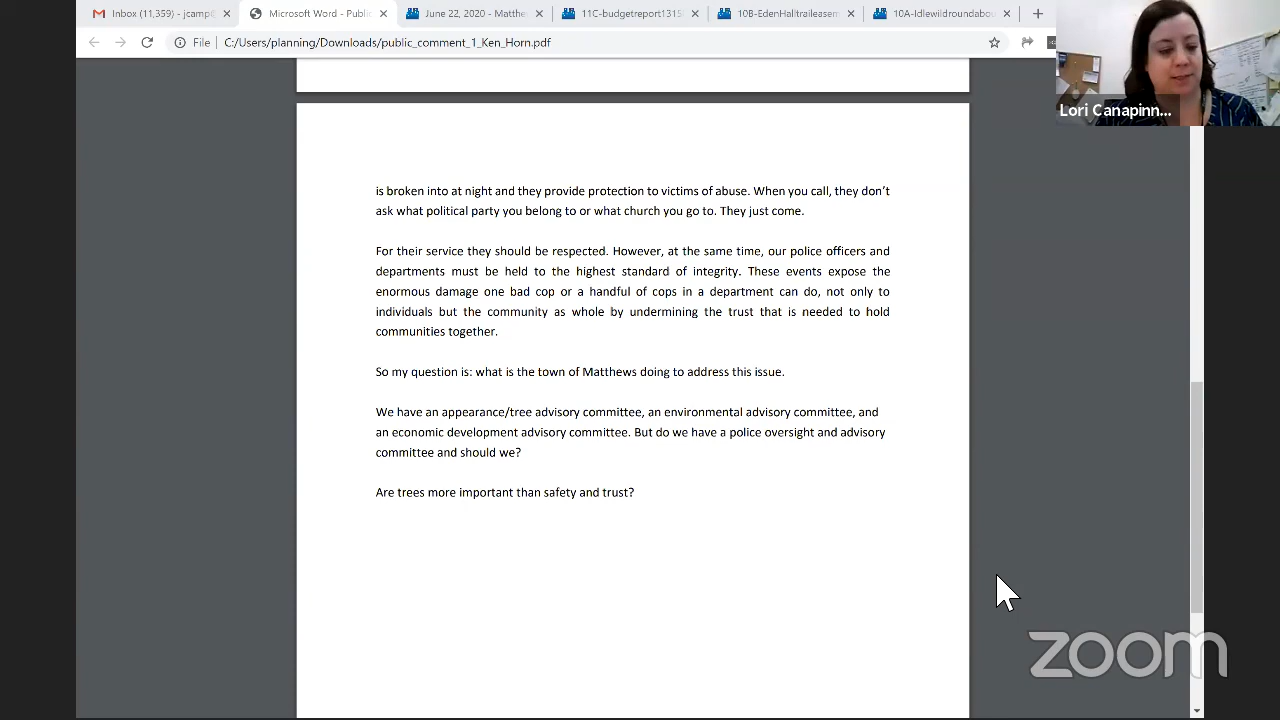 Inbox (11,359) - jcamp
Microsoft Word - Publi
June 22, 2020 - Matthe
11C-budgetreport1315
10B-EdenHalltraileasem
10A-Idlewildroundabou
File
C:/Users/planning/Downloads/public_comment_1_Ken_Horn.pdf
Lori Canapinn...
is broken into at night and they provide protection to victims of abuse. When you call, they don’t
ask what political party you belong to or what church you go to. They just come.
For their service they should be respected. However, at the same time, our police officers and
departments must be held to the highest standard of integrity. These events expose the
enormous damage one bad cop or a handful of cops in a department can do, not only to
individuals but the community as whole by undermining the trust that is needed to hold
communities together.
So my question is: what is the town of Matthews doing to address this issue.
We have an appearance/tree advisory committee, an environmental advisory committee, and
an economic development advisory committee. But do we have a police oversight and advisory
committee and should we?
Are trees more important than safety and trust?
zoom